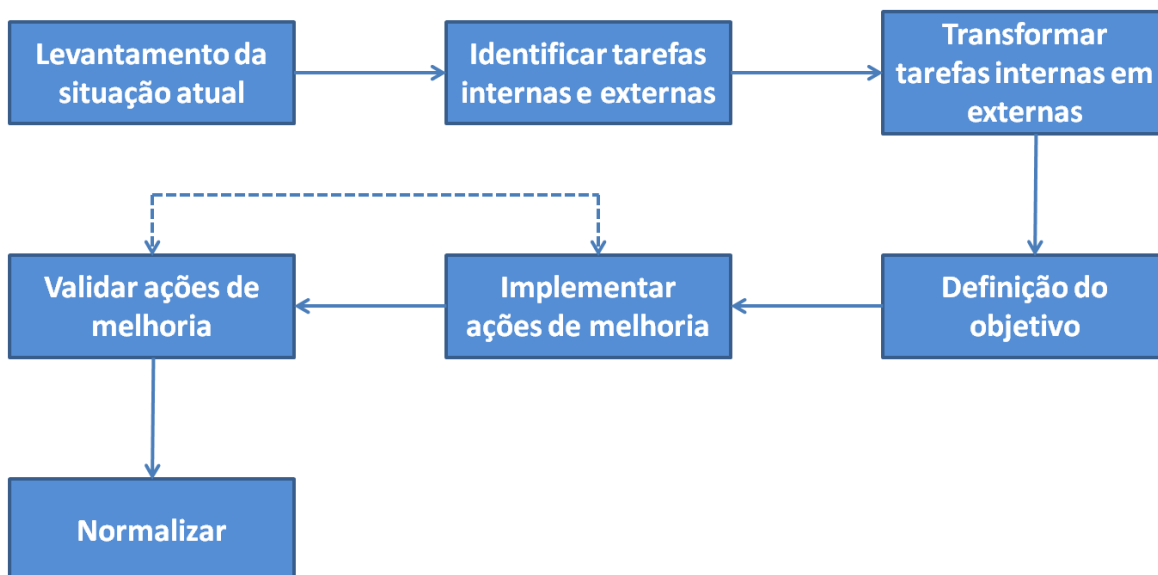 Levantamento da
situação atual
Identificar tarefas
internas e externas
Transformar
tarefas internas em
externas
Definição do
objetivo
Implementar
ações de melhoria
Validar ações de
melhoria
Normalizar